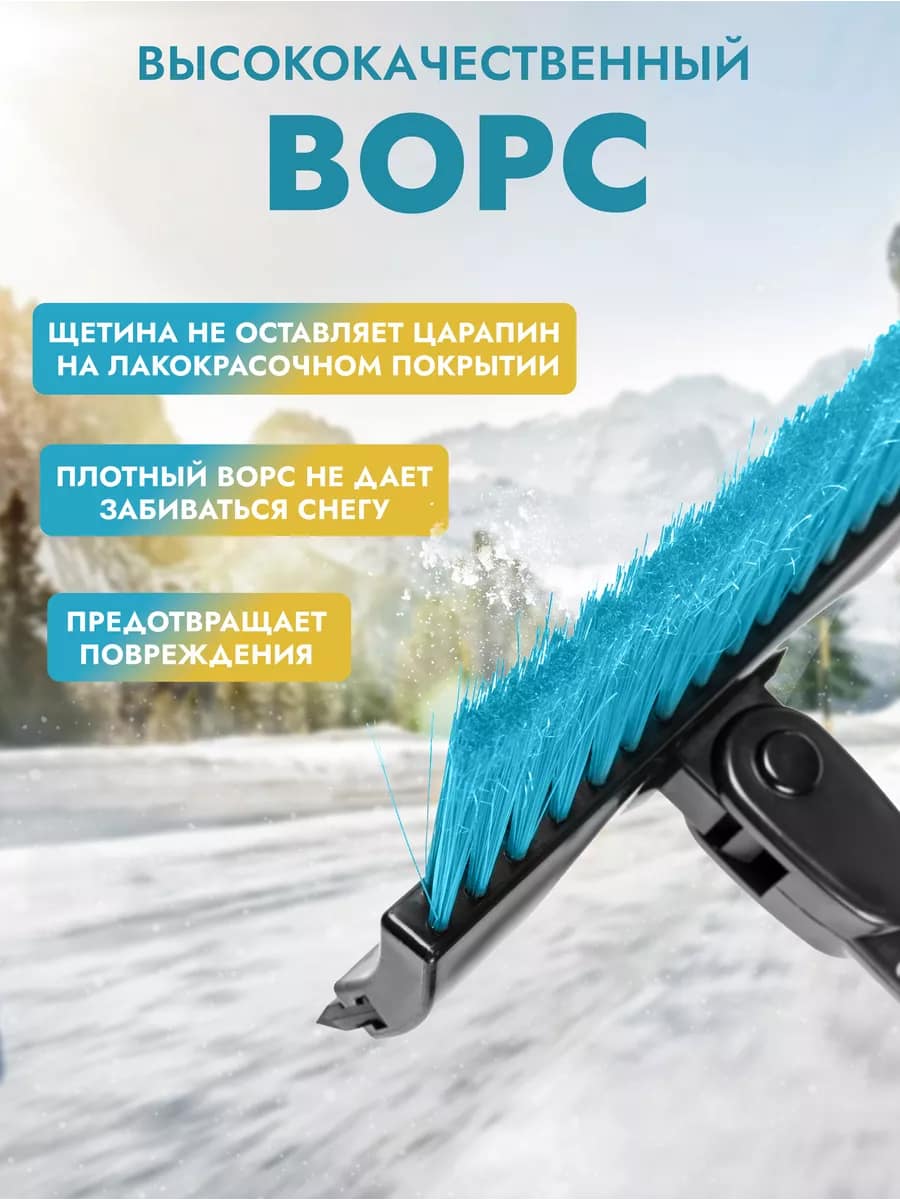 ВЫСОКОКАЧЕСТВЕННЫЙ
ВОРС
ЩЕТИНА НЕ ОСТАВЛЯЕТ ЦАРАПИН
НА ЛАКОКРАСОЧНОМ ПОКРЫТИИ
ПЛОТНЫЙ ВОРС НЕ ДАЕТ
ЗАБИВАТЬСЯ СНЕГУ
ПРЕДОТВРАЩАЕТ
ПОВРЕЖДЕНИЯ